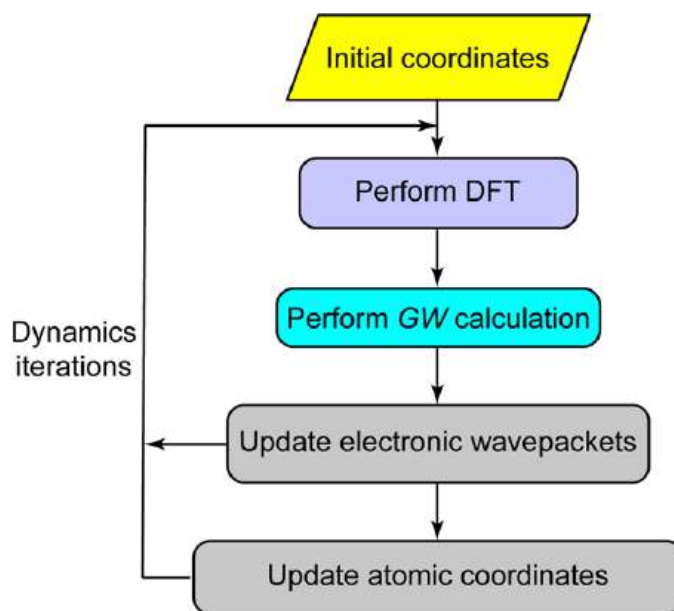 Initial coordinates
Perform DFT
Perform GW calculation
Dynamics
iterations
Update electronic wavepackets
Update atomic coordinates